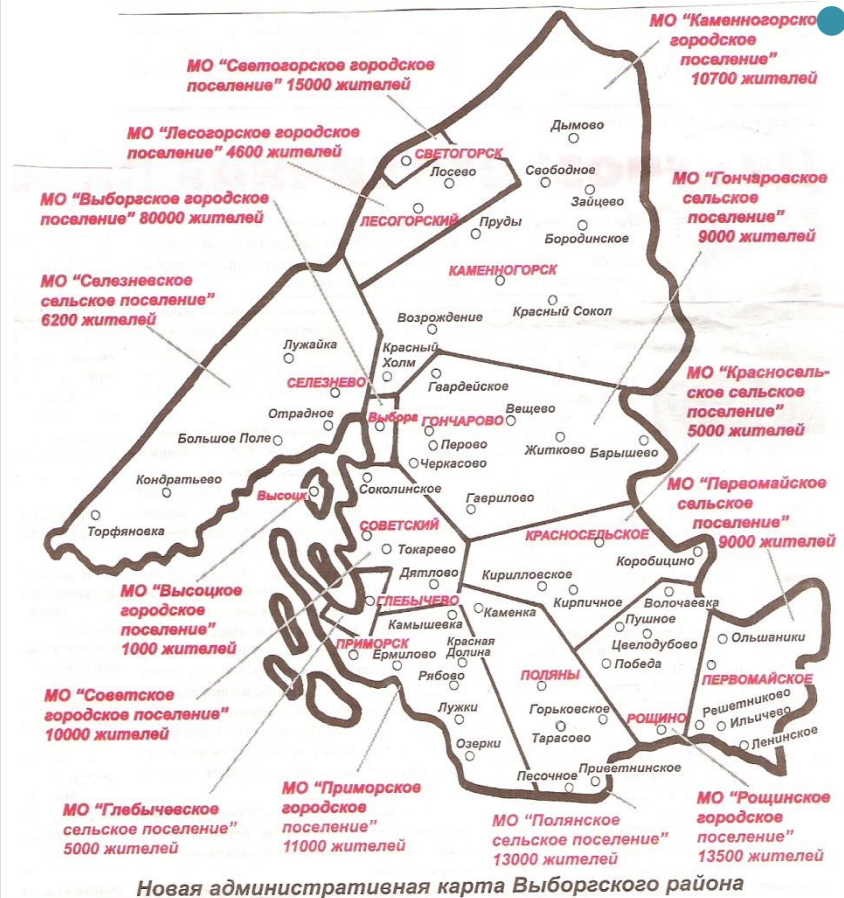 МО “Каменногорско
городское
поселение”
10700 жителей
МО “Светогорское городское
поселение” 15000 жителей
МО “Лесогорское городское
поселение” 4600 жителей
МО “Выборгское городское
поселение” 80000 жителей
МО “Гончаровское
сельское
поселение”
9000 жителей
МО “Селезневское
сельское поселение”
6200 жителей
Дымово
СВЕТОГОРСК
Лосево
Свободное
Зайцево
ЛЕСОГОРСКИЙ
Пруды
Бородинское
КАМЕННОГОРСК
Красный Сокол
Возрождение
Лужайка
Красный
Холм
СЕЛЕЗНЕВО
Гвардейское
МО “Красносель-
ское сельское
поселение”
5000 жителей
Отрадное
Выборг
ГОНЧАРОВО
Вещево
Большое Поле
Перово
Житково
Барышево
Черкасово
Кондратьево
Высоцк
Соколинское
Гаврилово
Торфяновка
МО “Первомайское
сельское
поселение”
9000 жителей
СОВЕТСКИЙ
КРАСНОСЕЛЬСКОЕ
Токарево
Коробицино
Дятлово
Кирилловское
МО “Высоцкое
городское
поселение”
1000 жителей
ГЛЕБЫЧЕВО
Каменка
Кирпичное
Волочаевка
Камышевка
Пушное
Ольшаники
ПРИМОРСК
Красная
Долина
Цвелодубово
Ермилово
Победа
ПЕРВОМАЙСКОЕ
Рябово
ПОЛЯНЫ
МО “Советское
городское поселение”
10000 жителей
Лужки
Горьковское
РОЩИНО
Решетниково
Ильичево
Тарасово
Ленинское
Озерки
Песочное
Приветнинское
МО “Глебычевское
сельское поселение”
5000 жителей
МО “Приморское
городское
поселение”
11000 жителей
МО “Полянское
сельское поселение”
13000 жителей
МО “Рощинское
городское
поселение”
13500 жителей
Новая административная карта Выборгского района